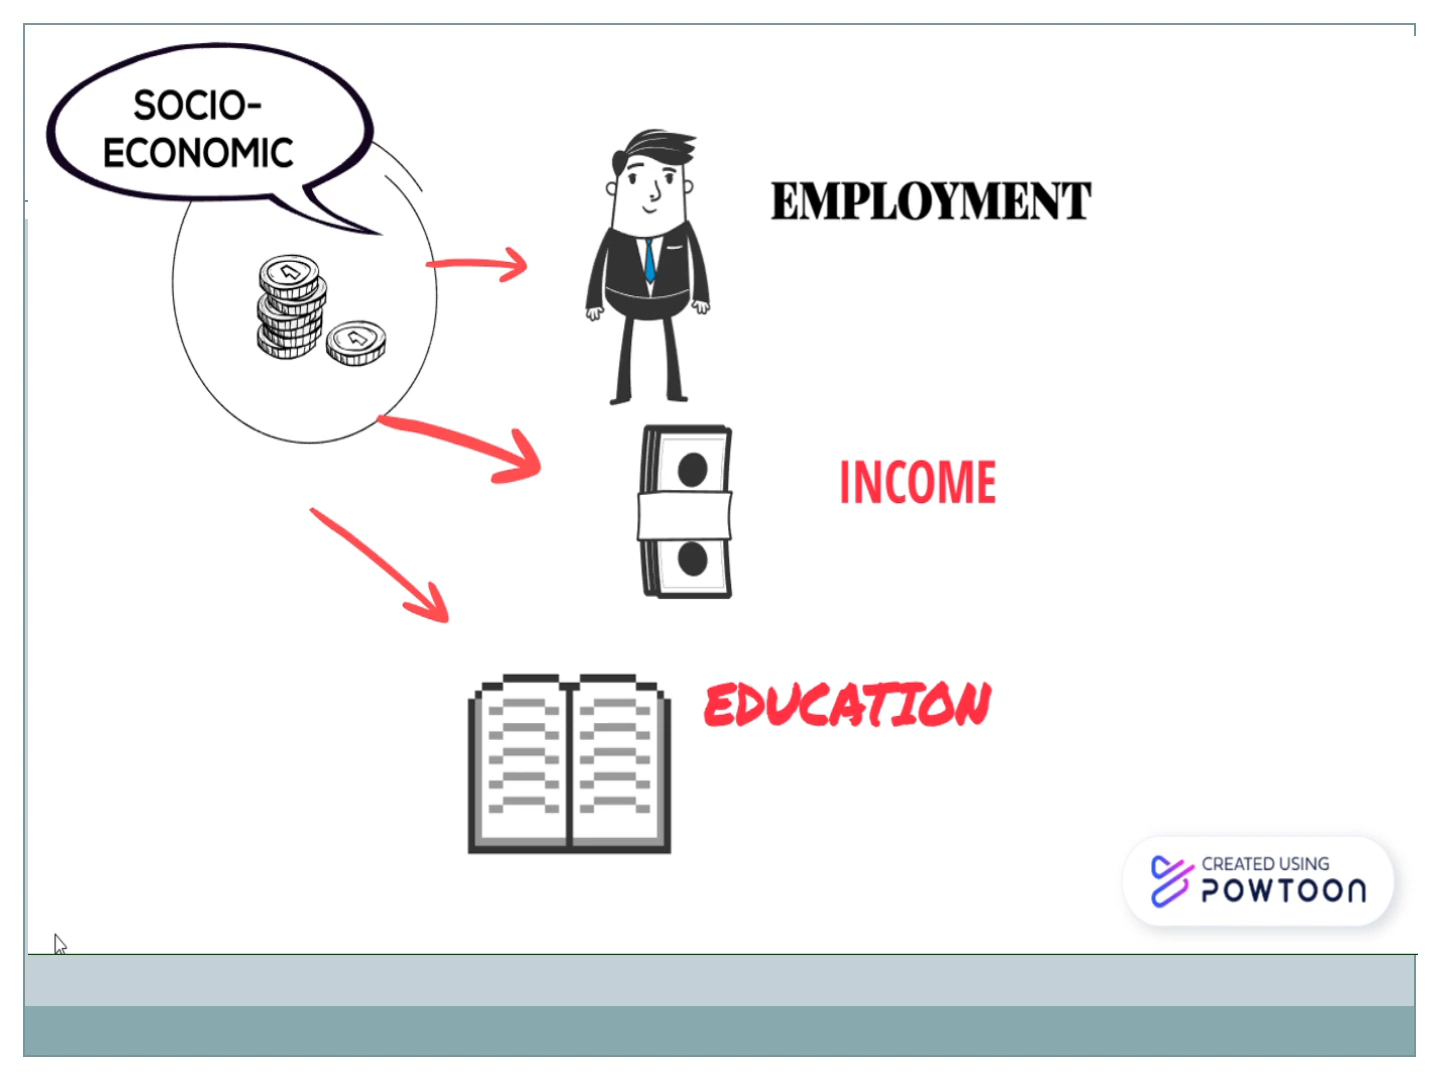 SOCIO-
ECONOMIC
EMPLOYMENT
INCOME
EDUCATION
CREATED USING
POWTOON